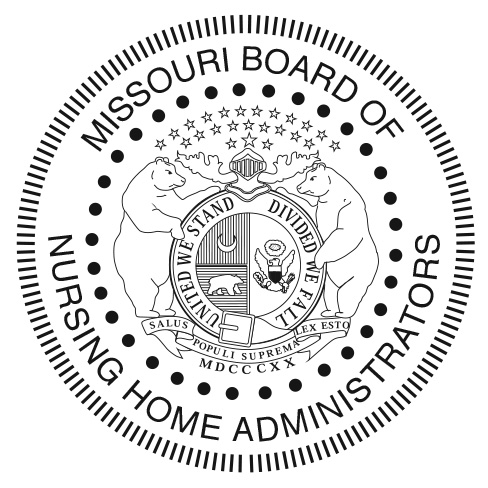 MISSOURI BOARD OF
NURSING HOME ADMINISTRATORS
UNITED WE STAND DIVIDED WE FALL
SALUS POPULI SUPREMA LEX ESTO
MDCCCXX